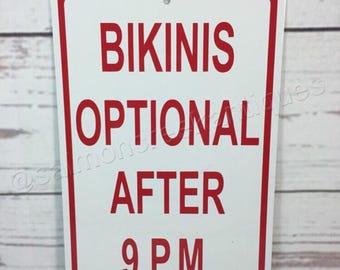 BIKINIS
OPTIONAL
AFTER
9 P.M.